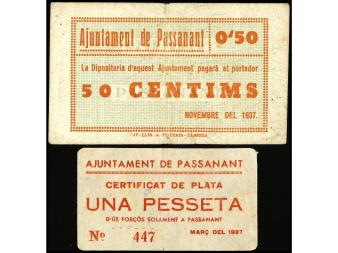 Ajuntament de Passanant 0'50
La Dipositaria d'aquest Ajuntament pagarà al portador
50 CENTIMS
NOVEMBRE DEL 1937.
AJUNTAMENT DE PASSANANT
CERTIFICAT DE PLATA
UNA PESSETA
D'ÚS FORÇÓS SOLAMENT A PASSANANT
Nº 447 MARÇ DEL 1937